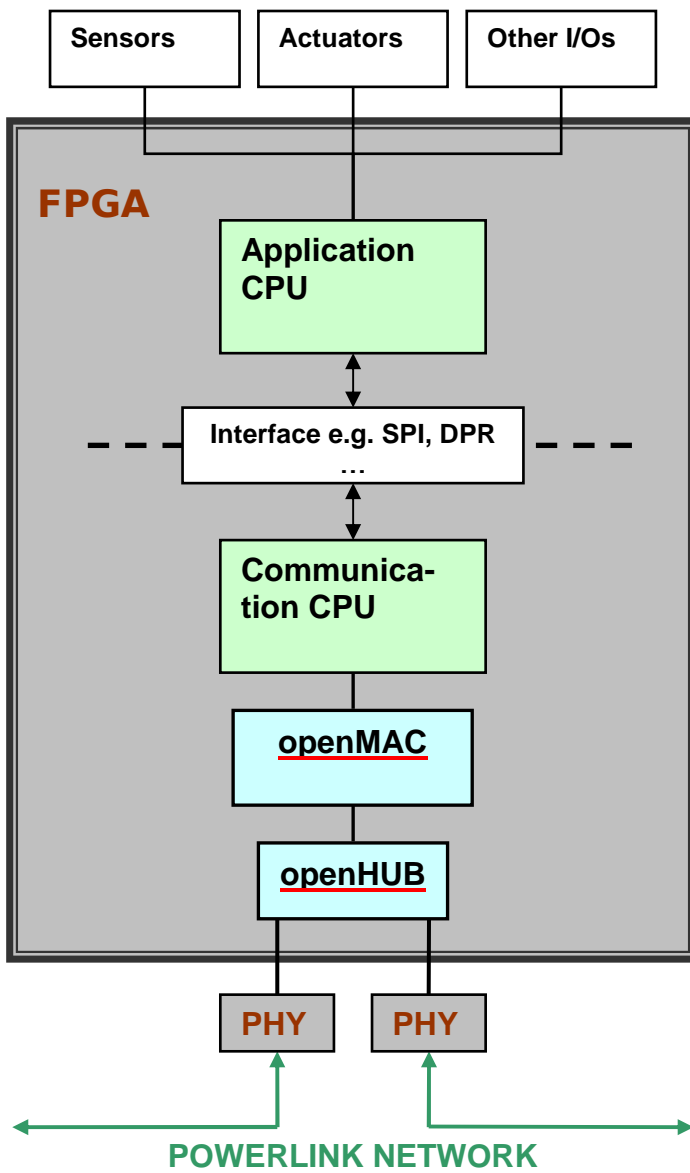 Sensors
Actuators
Other I/Os
FPGA
Application
CPU
Interface e.g. SPI, DPR
…
Communica-
tion CPU
openMAC
openHUB
PHY
PHY
POWERLINK NETWORK